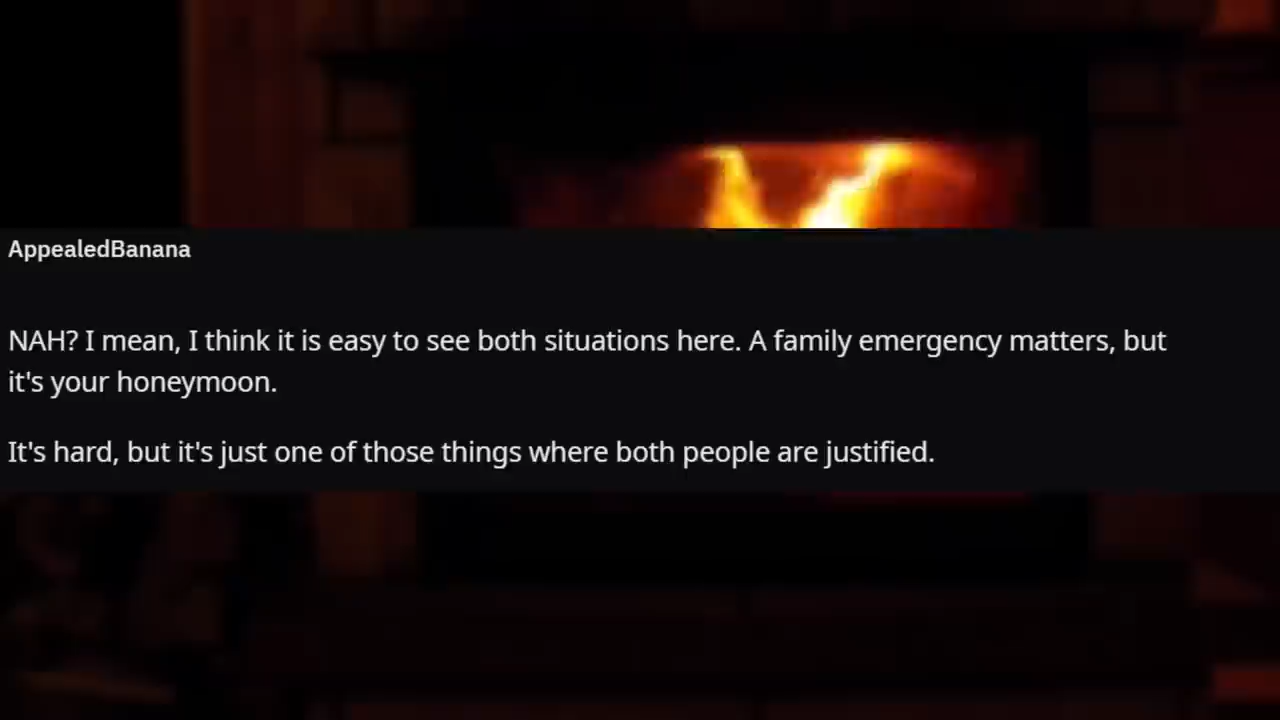 AppealedBanana
NAH? I mean, I think it is easy to see both situations here. A family emergency matters, but
it's your honeymoon.
It's hard, but it's just one of those things where both people are justified.